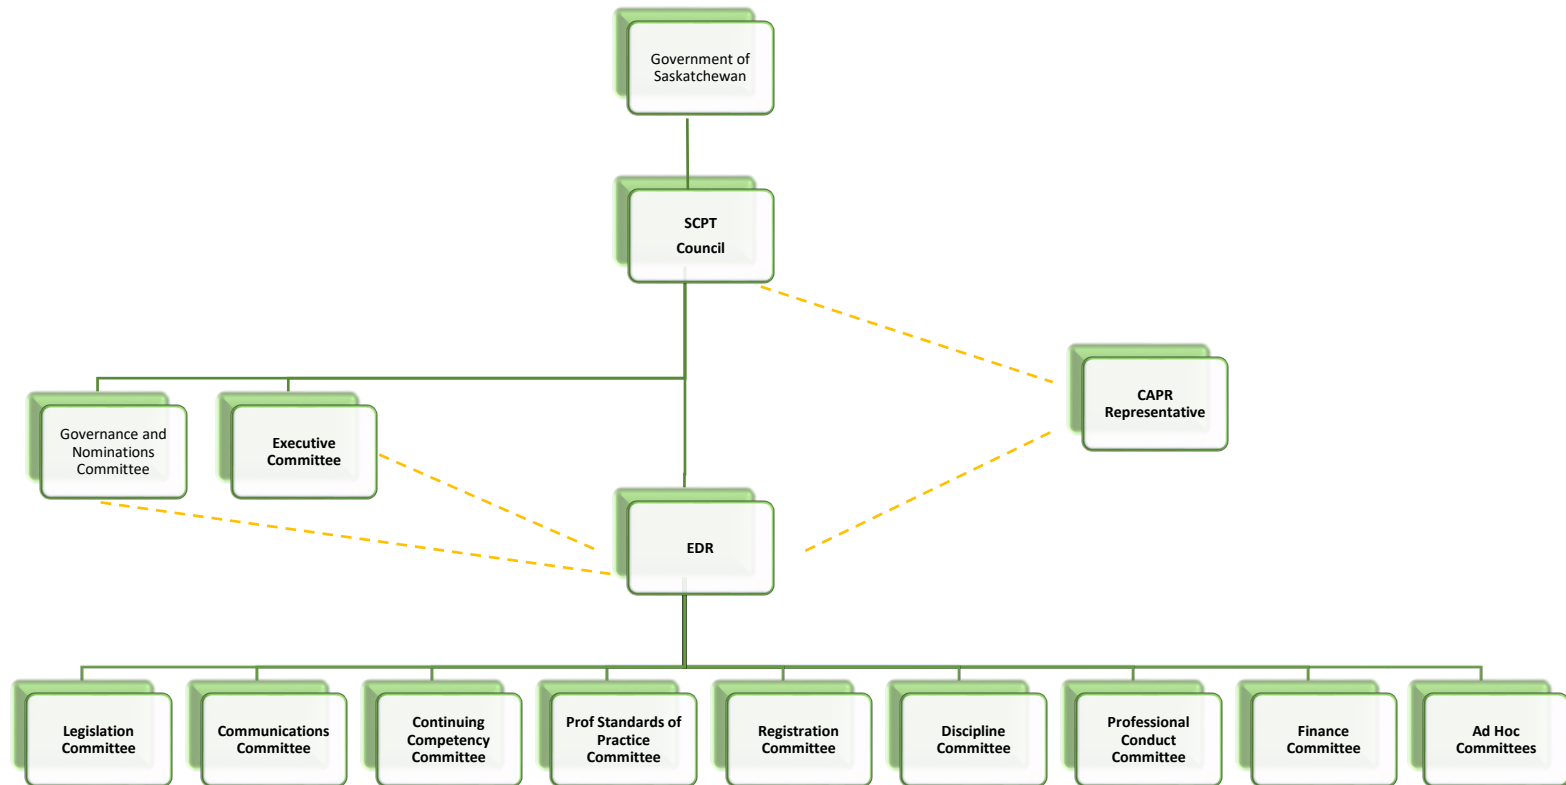 Government of
Saskatchewan
SCPT
Council
CAPR
Representative
Governance and
Nominations
Committee
Executive
Committee
EDR
Legislation
Committee
Communications
Committee
Continuing
Competency
Committee
Prof Standards of
Practice
Committee
Registration
Committee
Discipline
Committee
Professional
Conduct
Committee
Finance
Committee
Ad Hoc
Committees